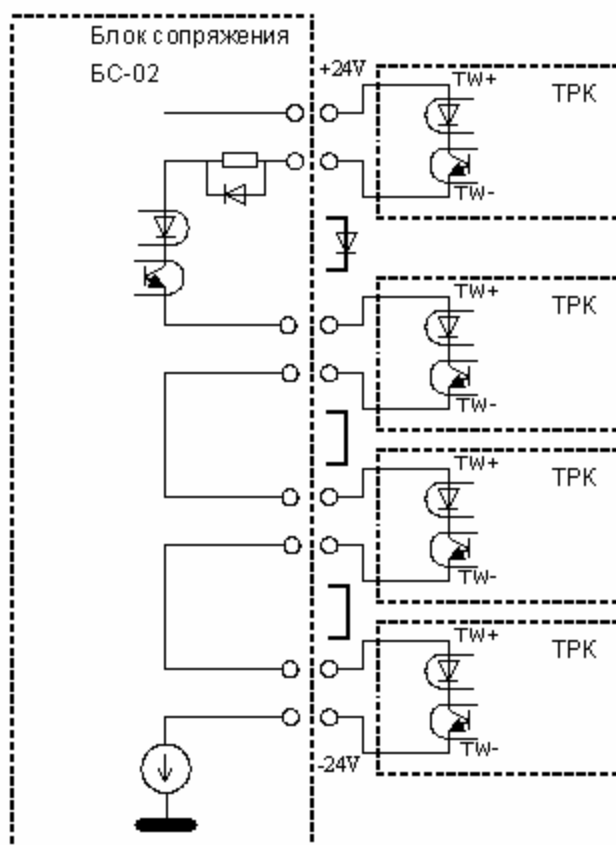 Блок сопряжения
БС-02
+24V
TW+
ТРК
TW-
TW+
ТРК
TW-
TW+
ТРК
TW-
TW+
ТРК
TW-
-24V